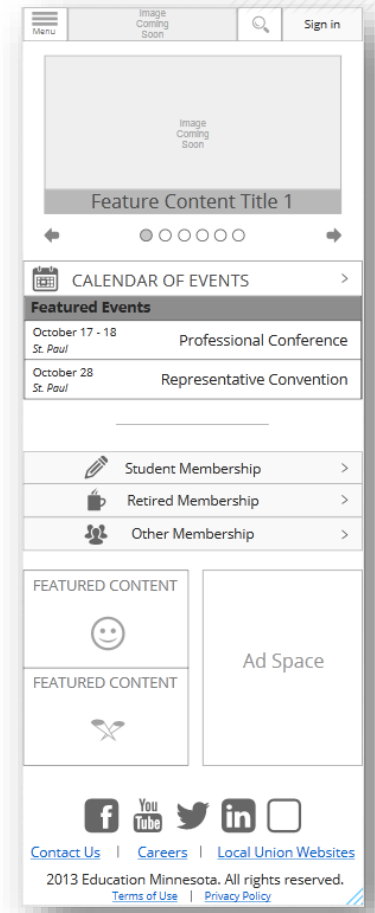 Menu
Image
Coming
Soon
Sign in
Image
Coming
Soon
Feature Content Title 1
CALENDAR OF EVENTS
Featured Events
October 17 - 18
St. Paul
Professional Conference
October 28
St. Paul
Representative Convention
Student Membership
Retired Membership
Other Membership
FEATURED CONTENT
FEATURED CONTENT
Ad Space
You
Tube
in
Contact Us | Careers | Local Union Websites
2013 Education Minnesota. All rights reserved.
Terms of Use | Privacy Policy